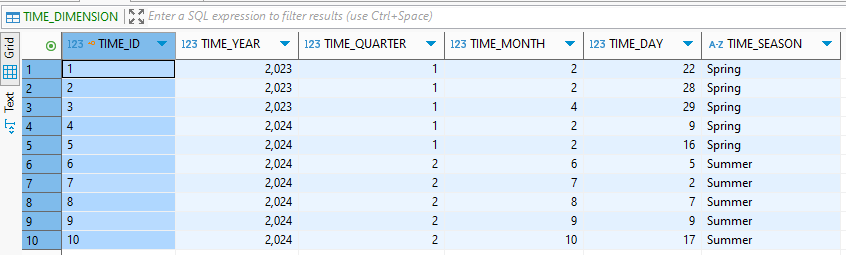 TIME_DIMENSION Enter a SQL expression to filter results (use Ctrl+Space)
Grid
Text
123 TIME_ID 123 TIME_YEAR 123 TIME_QUARTER 123 TIME_MONTH 123 TIME_DAY A-Z TIME_SEASON
1 1 2,023 1 2 22 Spring
2 2 2,023 1 2 28 Spring
3 3 2,023 1 4 29 Spring
4 4 2,024 1 2 9 Spring
5 5 2,024 1 2 16 Spring
6 6 2,024 2 6 5 Summer
7 7 2,024 2 7 2 Summer
8 8 2,024 2 8 7 Summer
9 9 2,024 2 9 9 Summer
10 10 2,024 2 10 17 Summer